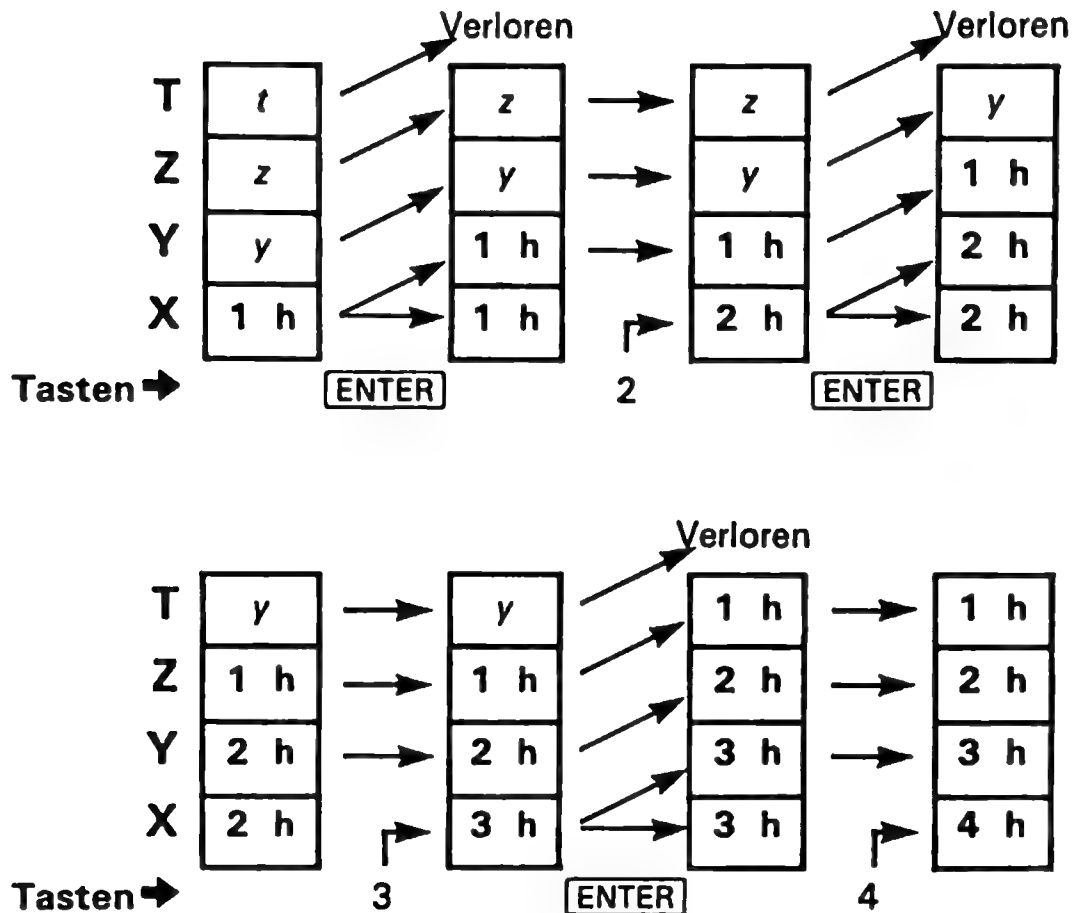 Verloren Verloren
T t z z y
Z z y y 1 h
Y y 1 h 1 h 2 h
X 1 h 1 h 2 h 2 h
Tasten ENTER 2 ENTER
Verloren
T y y 1 h 1 h
Z 1 h 1 h 2 h 2 h
Y 2 h 2 h 3 h 3 h
X 2 h 3 h 3 h 4 h
Tasten 3 ENTER 4